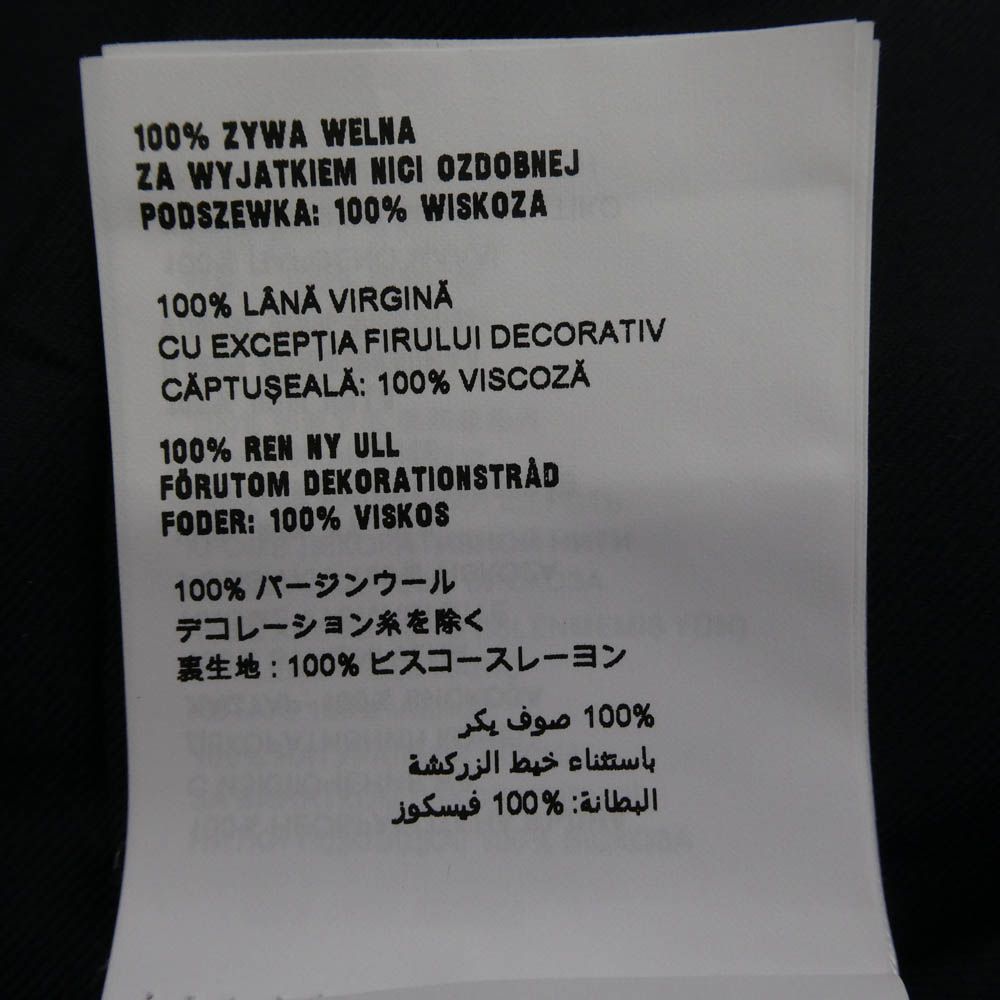 100% ZYWA WELNA
ZA WYJATKIEM NICI OZDOBNEJ
PODSZEWKA: 100% WISKOZA
100% LÂNĂ VIRGINĂ
CU EXCEPȚIA FIRULUI DECORATIV
CĂPTUȘEALĂ: 100% VISCOZĂ
100% REN NY ULL
FÖRUTOM DEKORATIONSTRÅD
FODER: 100% VISKOS
100% バージンウール
デコレーション糸を除く
裏生地 : 100% ビスコースレーヨン
100% صوف يكر
باستثناء خيط الزركشة
البطانة: 100% فيسكوز